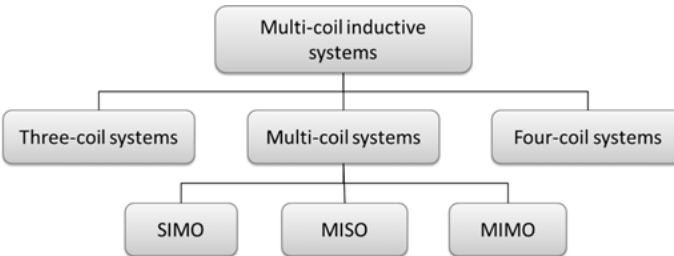 Multi-coil inductive
systems
Three-coil systems
Multi-coil systems
Four-coil systems
SIMO
MISO
MIMO